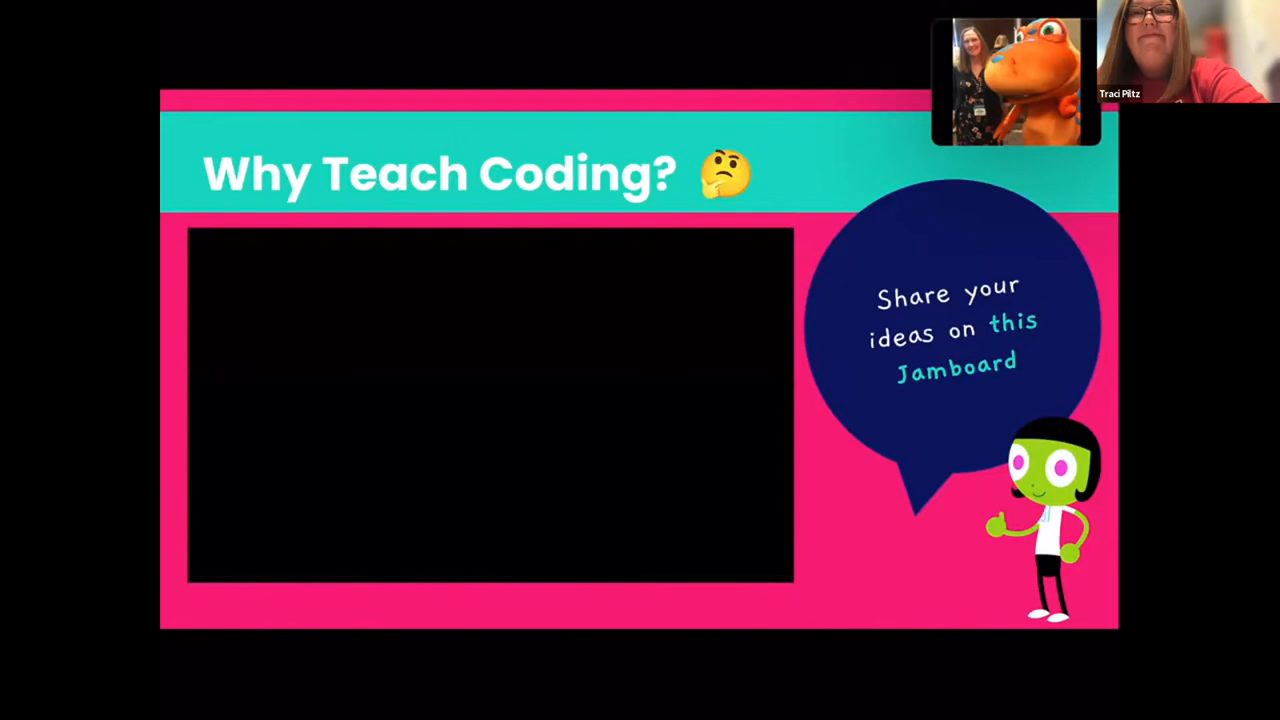 Traci Piltz
Why Teach Coding? 🤔
Share your
ideas on this
Jamboard